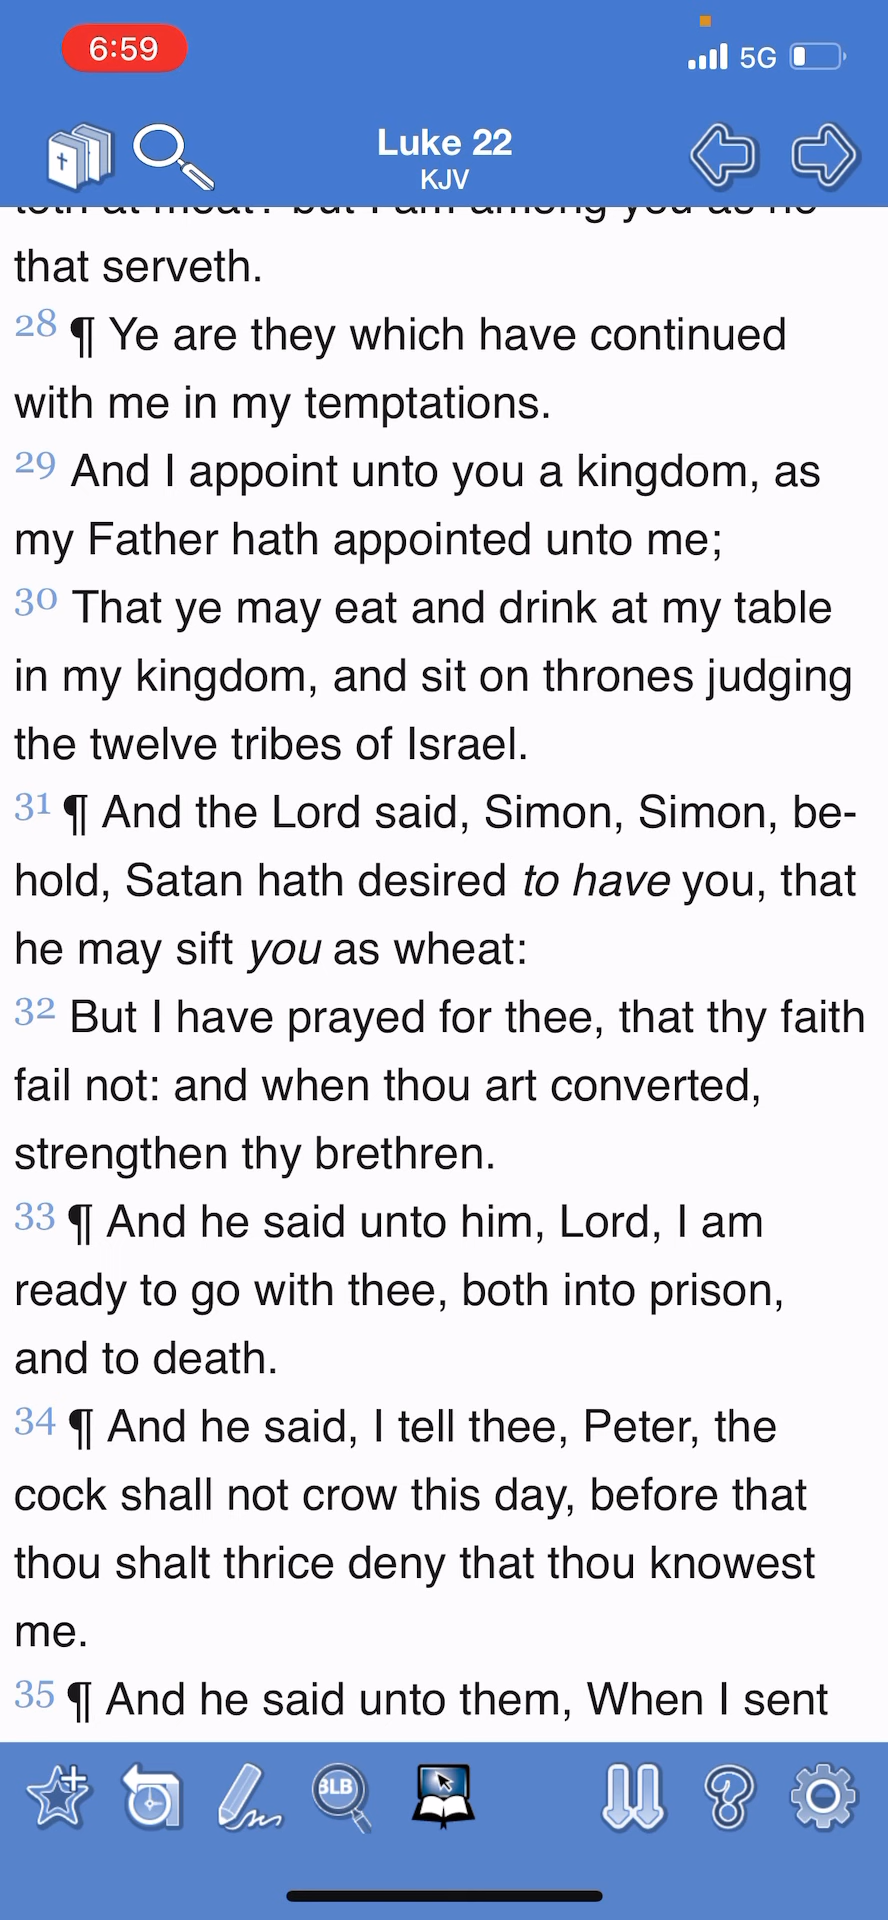 6:59
5G
Luke 22
KJV
that serveth.
28 ¶ Ye are they which have continued
with me in my temptations.
29 And I appoint unto you a kingdom, as
my Father hath appointed unto me;
30 That ye may eat and drink at my table
in my kingdom, and sit on thrones judging
the twelve tribes of Israel.
31 ¶ And the Lord said, Simon, Simon, be-
hold, Satan hath desired to have you, that
he may sift you as wheat:
32 But I have prayed for thee, that thy faith
fail not: and when thou art converted,
strengthen thy brethren.
33 ¶ And he said unto him, Lord, I am
ready to go with thee, both into prison,
and to death.
34 ¶ And he said, I tell thee, Peter, the
cock shall not crow this day, before that
thou shalt thrice deny that thou knowest
me.
35 ¶ And he said unto them, When I sent
BLB